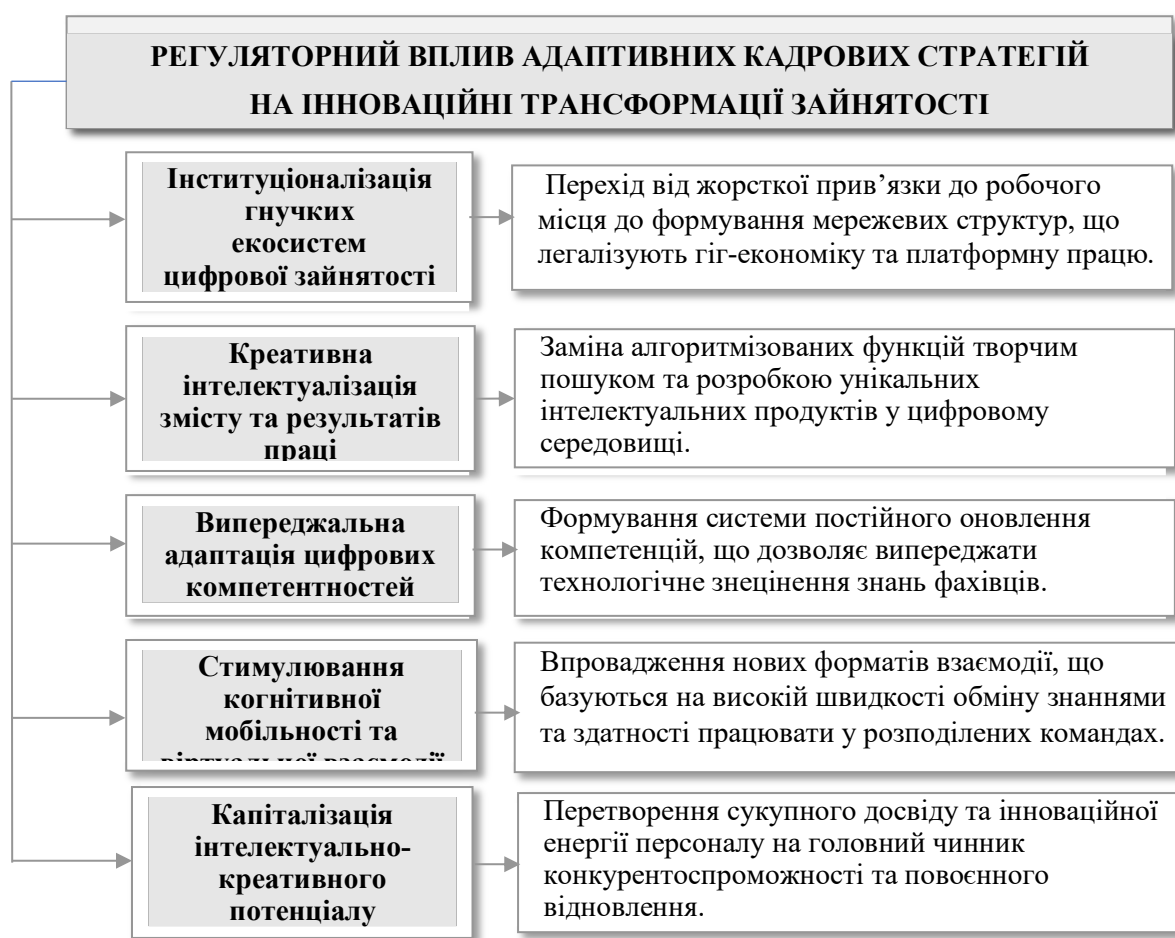 РЕГУЛЯТОРНИЙ ВПЛИВ АДАПТИВНИХ КАДРОВИХ СТРАТЕГІЙ
НА ІННОВАЦІЙНІ ТРАНСФОРМАЦІЇ ЗАЙНЯТОСТІ
Інституціоналізація
гнучких
екосистем
цифрової зайнятості
Перехід від жорсткої прив’язки до робочого
місця до формування мережевих структур, що
легалізують гіг-економіку та платформну працю.
Креативна
інтелектуалізація
змісту та результатів
праці
Заміна алгоритмізованих функцій творчим
пошуком та розробкою унікальних
інтелектуальних продуктів у цифровому
середовищі.
Випереджальна
адаптація цифрових
компетентностей
Формування системи постійного оновлення
компетенцій, що дозволяє випереджати
технологічне знецінення знань фахівців.
Стимулювання
когнітивної
мобільності та
віртуальної взаємодії
Впровадження нових форматів взаємодії, що
базуються на високій швидкості обміну знаннями
та здатності працювати у розподілених командах.
Капіталізація
інтелектуально-
креативного
потенціалу
Перетворення сукупного досвіду та інноваційної
енергії персоналу на головний чинник
конкурентоспроможності та повоєнного
відновлення.